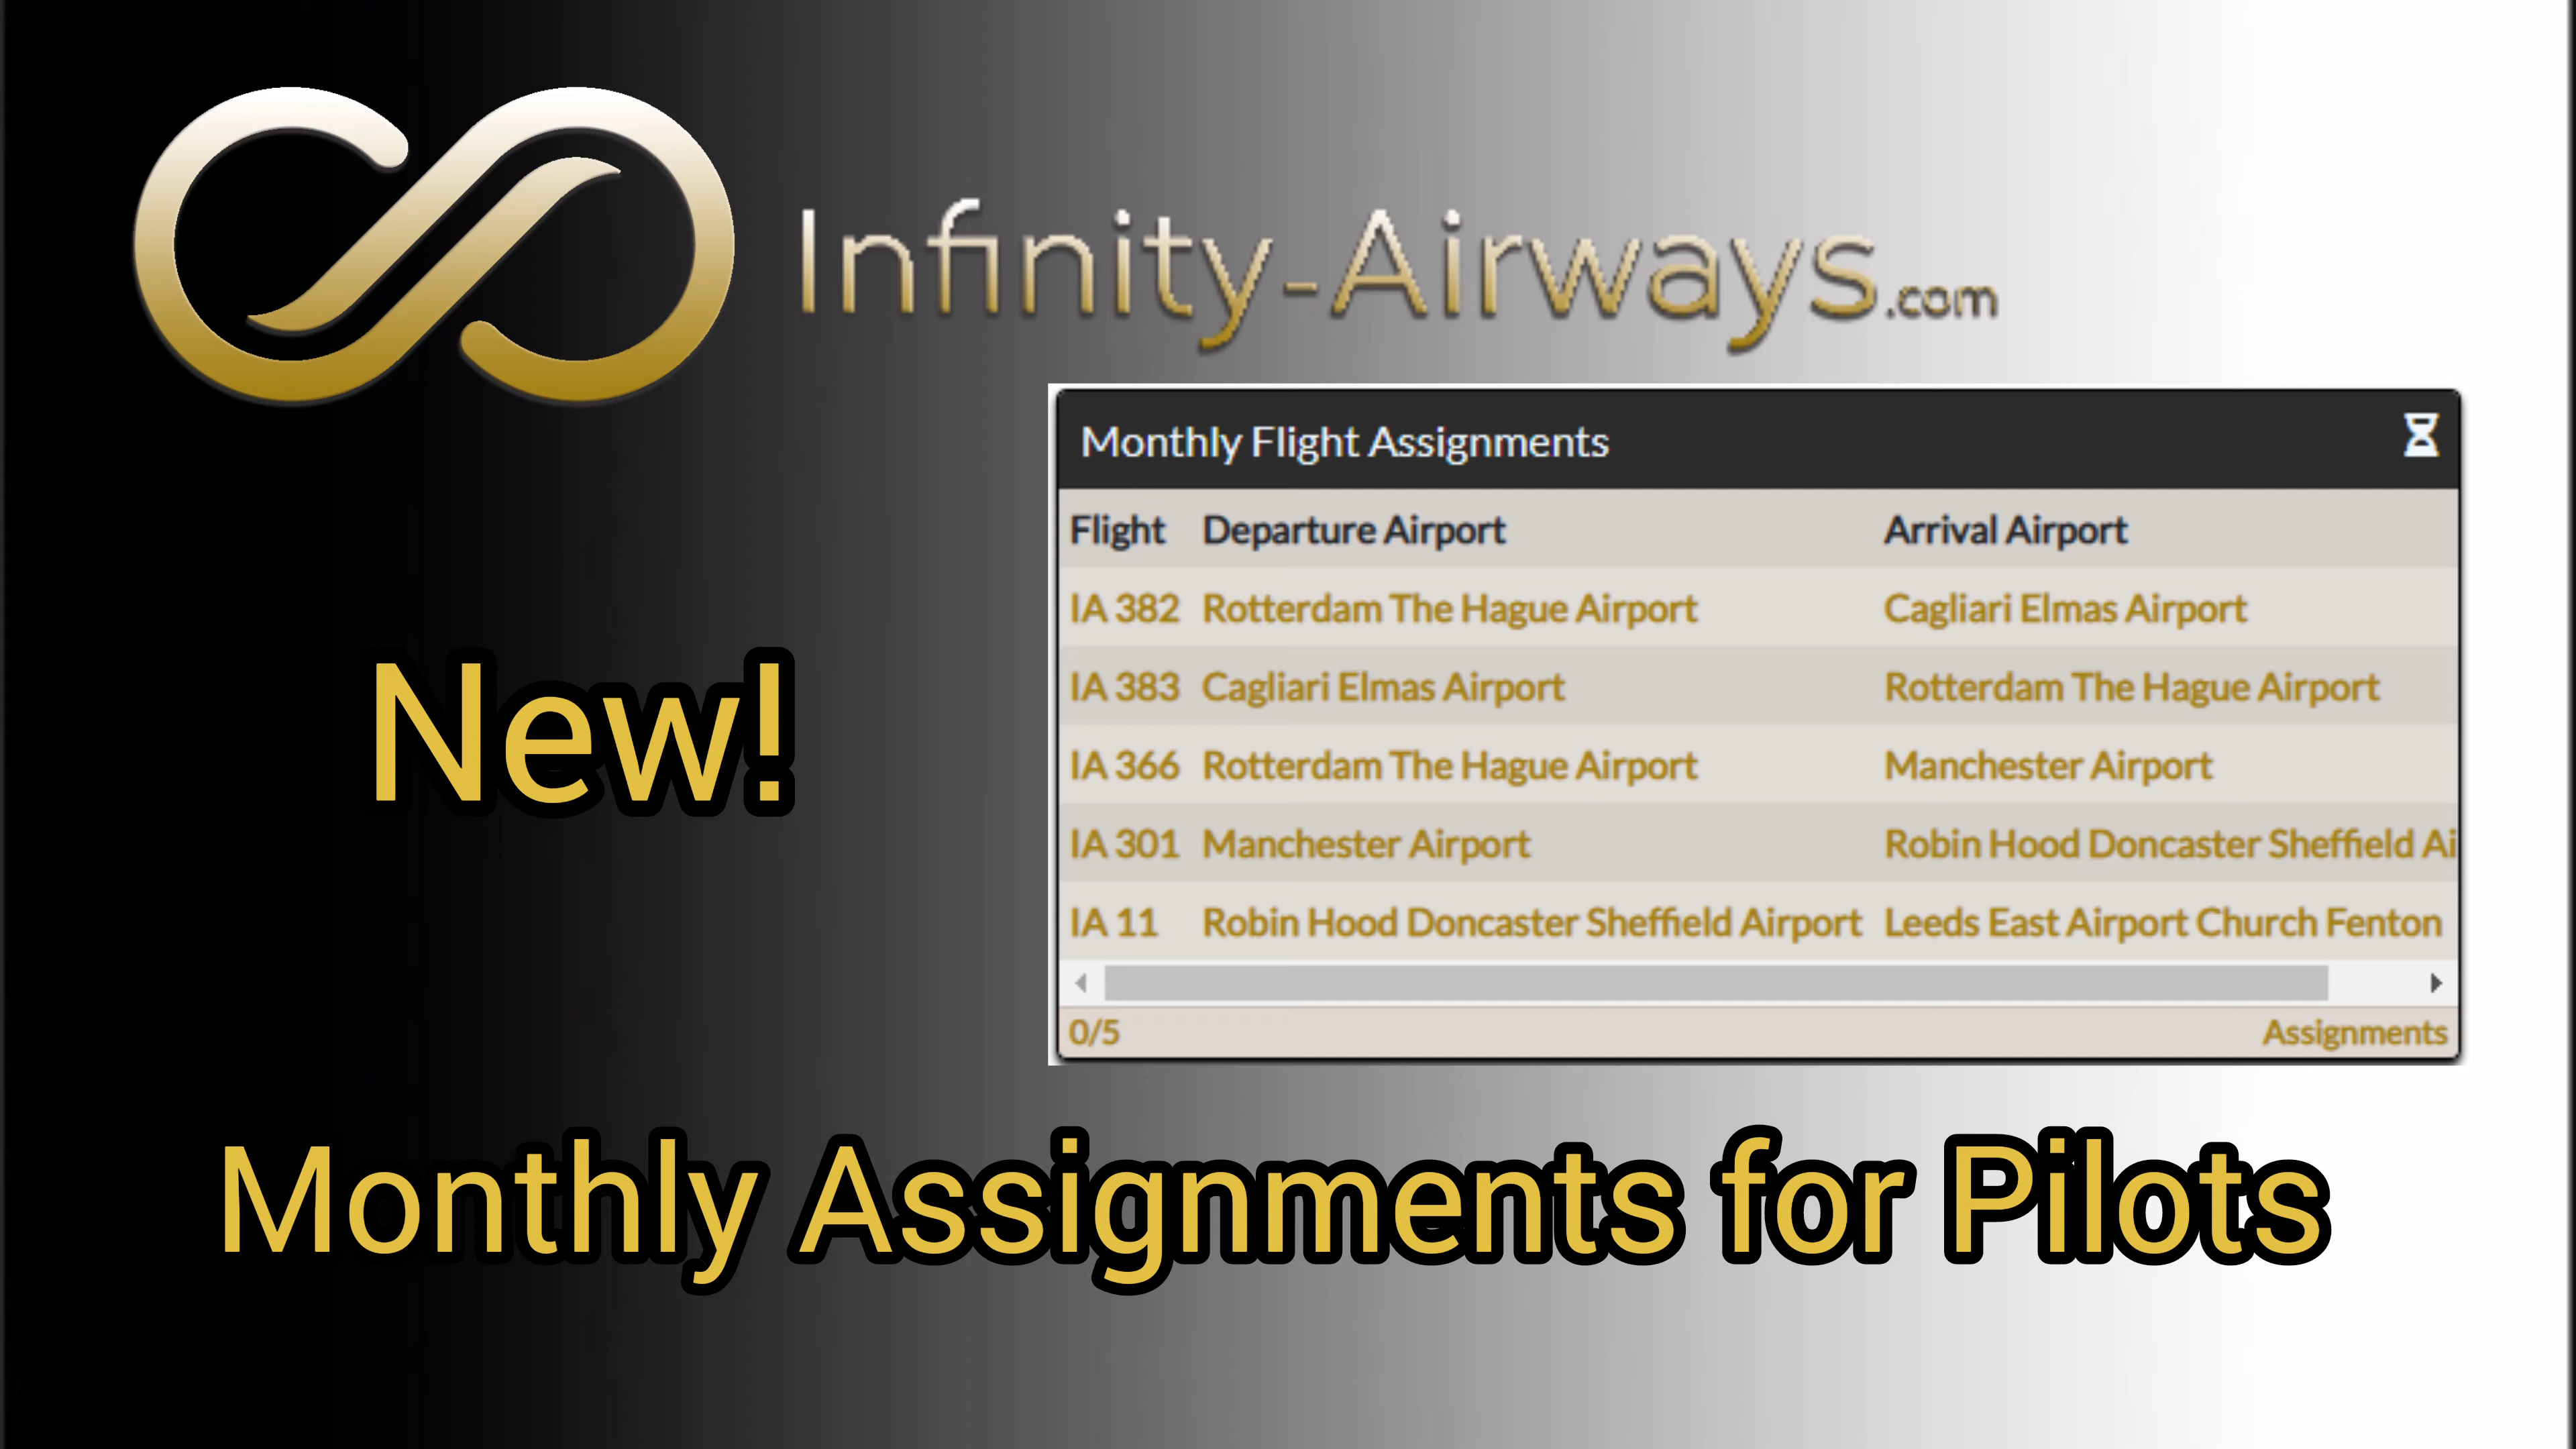 Infinity-Airways.com
Monthly Flight Assignments
Flight Departure Airport Arrival Airport
IA 382 Rotterdam The Hague Airport Cagliari Elmas Airport
IA 383 Cagliari Elmas Airport Rotterdam The Hague Airport
IA 366 Rotterdam The Hague Airport Manchester Airport
IA 301 Manchester Airport Robin Hood Doncaster Sheffield Ai
IA 11 Robin Hood Doncaster Sheffield Airport Leeds East Airport Church Fenton
0/5 Assignments
New!
Monthly Assignments for Pilots